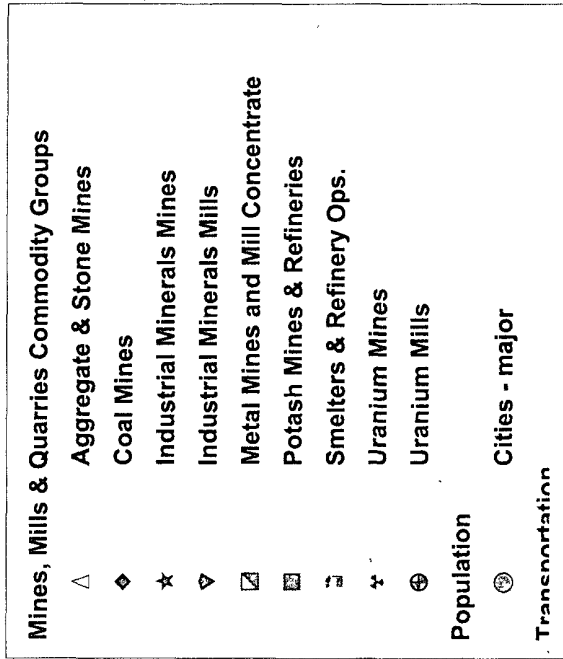 Mines, Mills & Quarries Commodity Groups
Aggregate & Stone Mines
Coal Mines
Industrial Minerals Mines
Industrial Minerals Mills
Metal Mines and Mill Concentrate
Potash Mines & Refineries
Smelters & Refinery Ops.
Uranium Mines
Uranium Mills
Population
Cities - major
Transportation